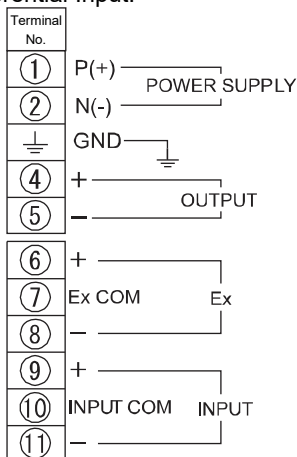 erential Input.
Terminal
No.
① P(+)
POWER SUPPLY
② N(-)
GND
④ +
OUTPUT
⑤ −
⑥ +
⑦ Ex COM Ex
⑧ −
⑨ +
⑩ INPUT COM INPUT
⑪ −